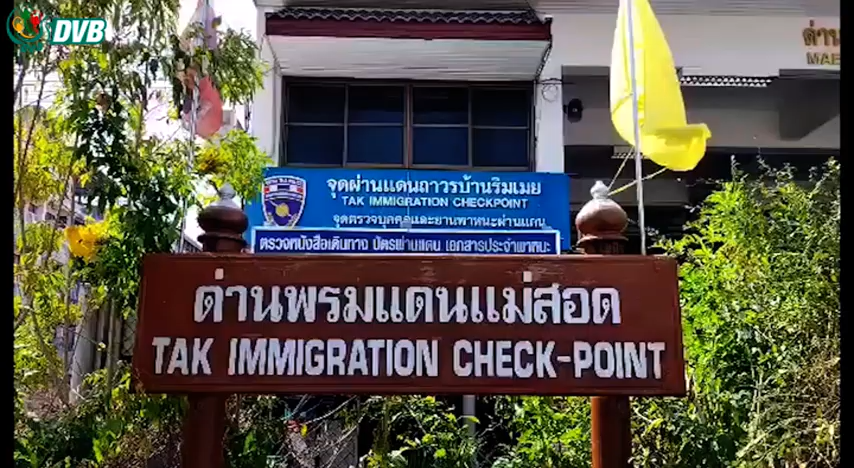 DVB
ด่าน
MAE
จุดผ่านแดนถาวรบ้านริมเมย
TAK IMMIGRATION CHECKPOINT
จุดตรวจบุคคลและยานพาหนะผ่านแดน
ตรวจหนังสือเดินทาง บัตรผ่านแดน เอกสารประจำพาหนะ
ด่านพรมแดนแม่สอด
TAK IMMIGRATION CHECK-POINT